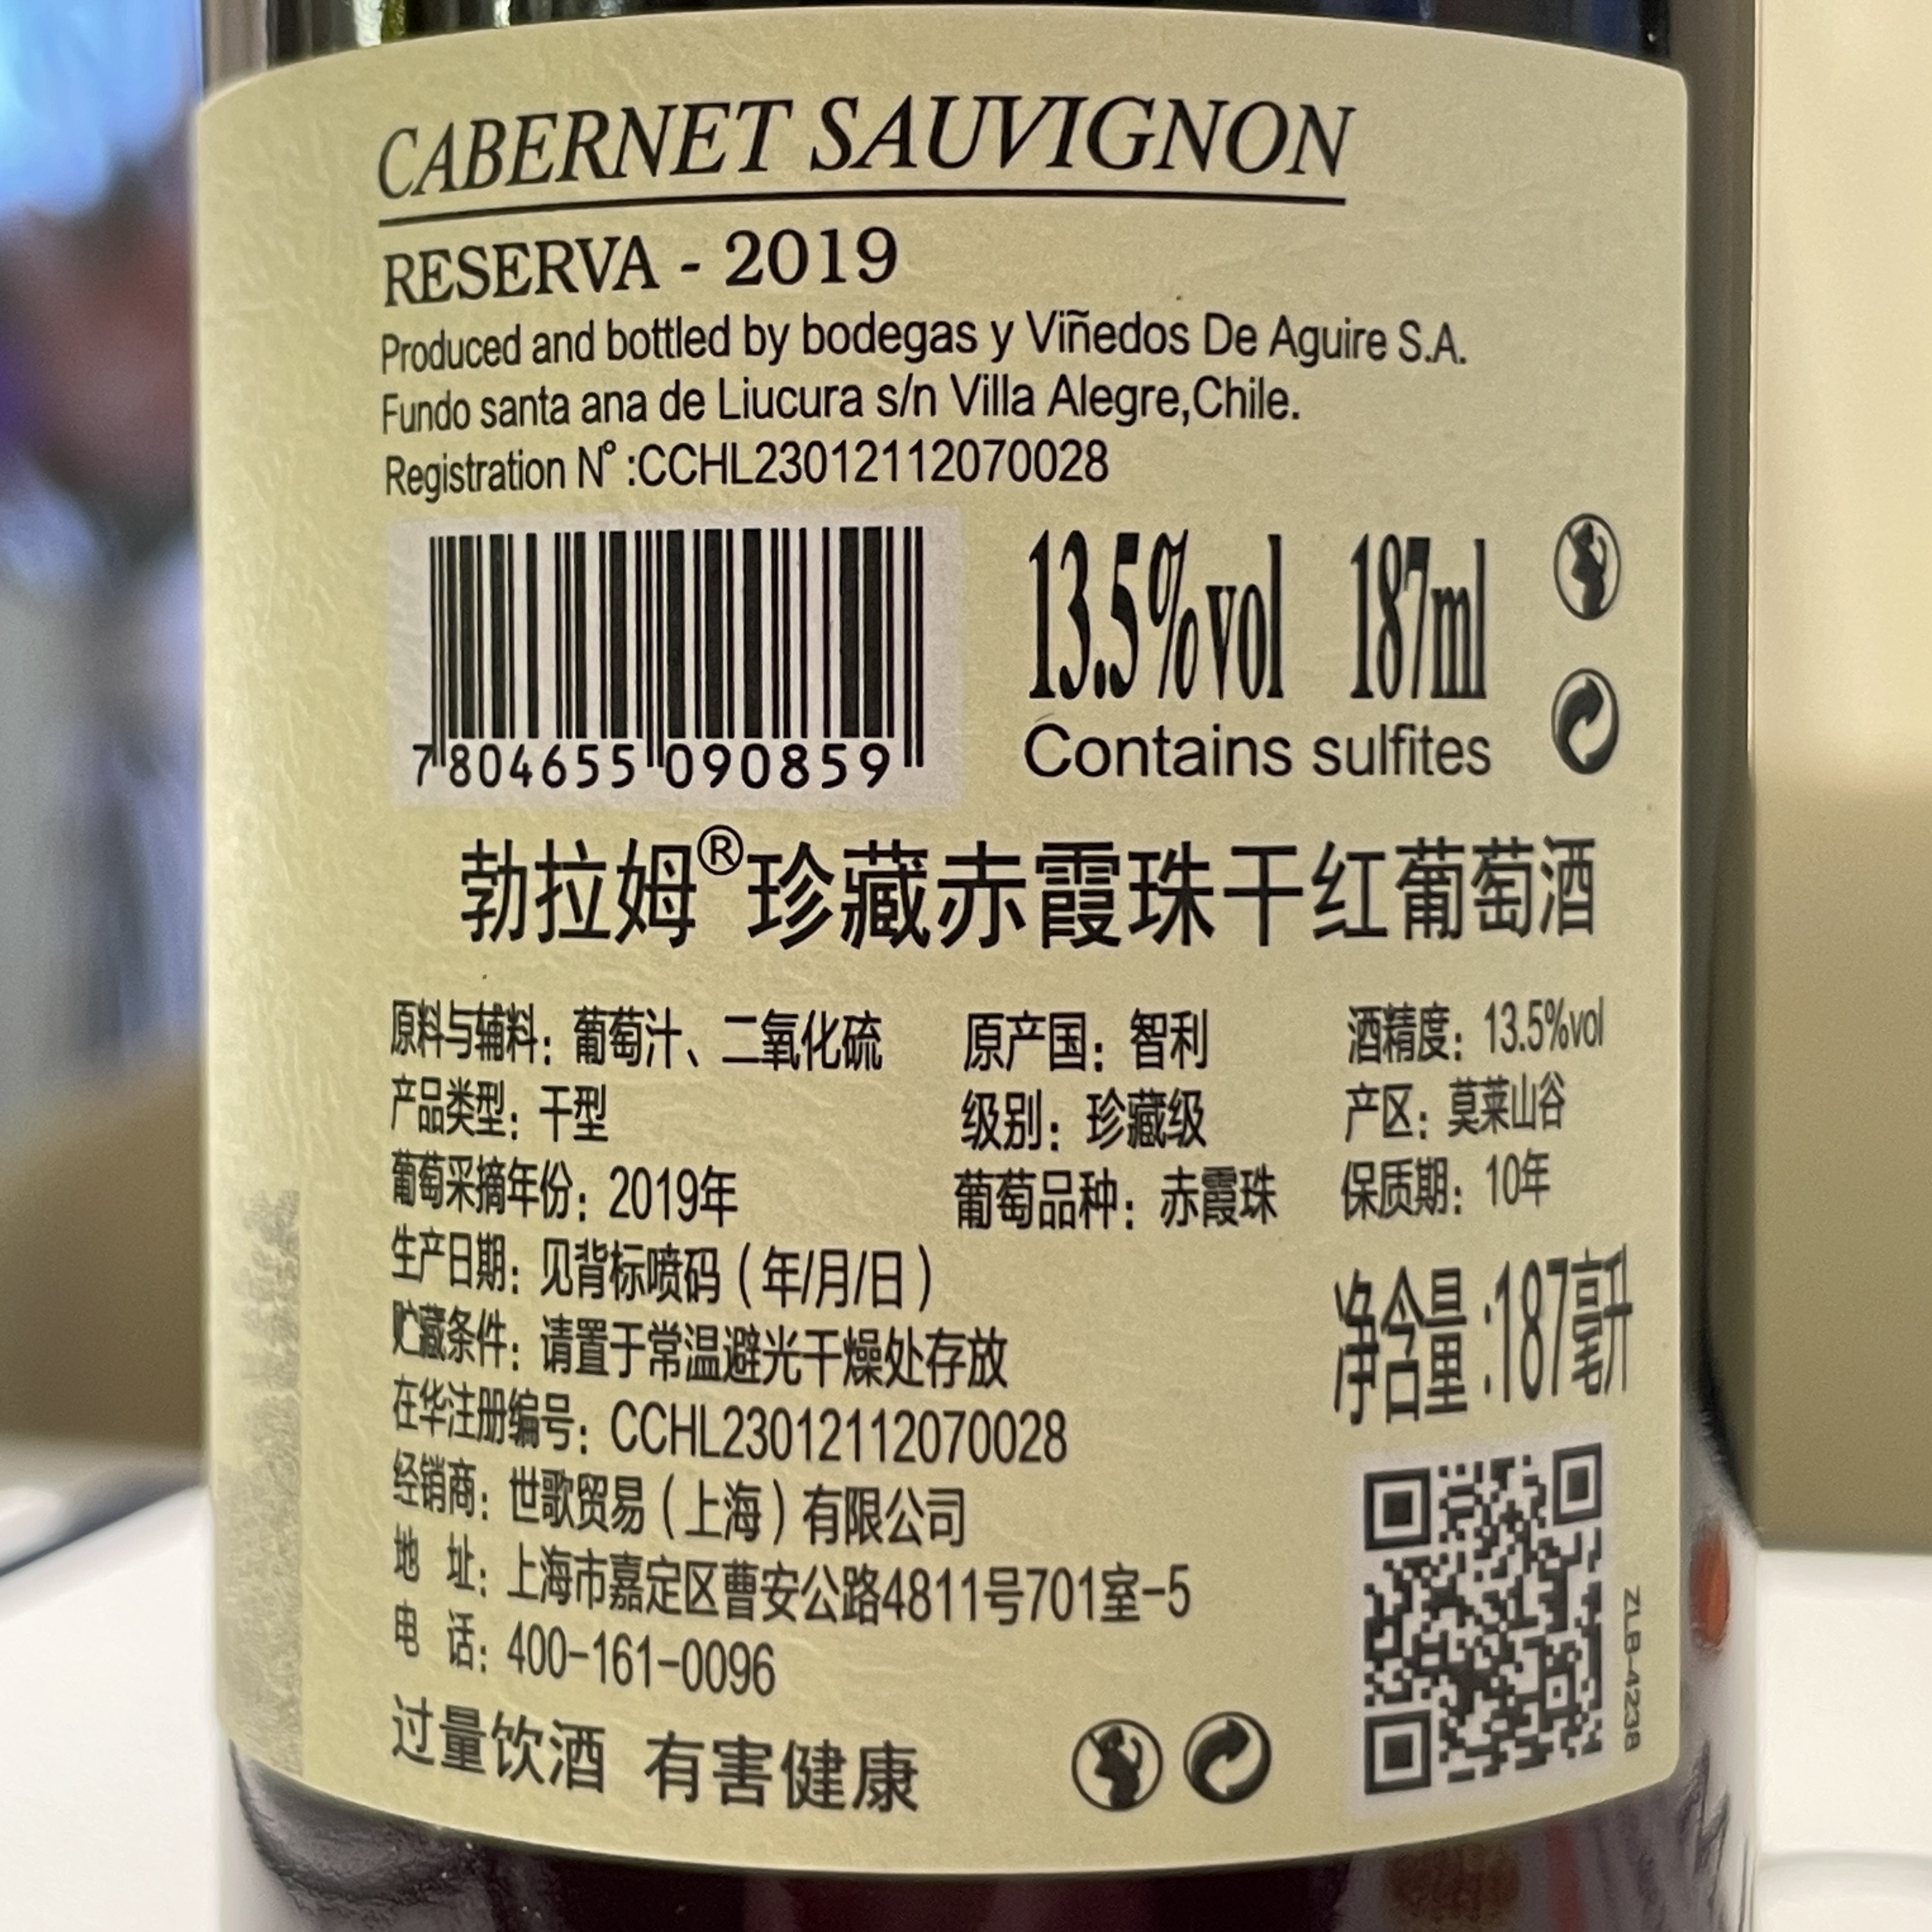 CABERNET SAUVIGNON
RESERVA - 2019
Produced and bottled by bodegas y Viñedos De Aguire S.A.
Fundo santa ana de Liucura s/n Villa Alegre,Chile.
Registration N° :CCHL23012112070028
13.5%vol 187ml
Contains sulfites
7 804655 090859
勃拉姆®珍藏赤霞珠干红葡萄酒
原料与辅料：葡萄汁、二氧化硫 原产国：智利 酒精度：13.5%vol
产品类型：干型 级别：珍藏级 产区：莫莱山谷
葡萄采摘年份：2019年 葡萄品种：赤霞珠 保质期：10年
生产日期：见背标喷码（年/月/日）
贮藏条件：请置于常温避光干燥处存放
净含量:187毫升
在华注册编号：CCHL23012112070028
经销商：世歌贸易（上海）有限公司
地 址：上海市嘉定区曹安公路4811号701室-5
电 话：400-161-0096
ZLB-4238
过量饮酒 有害健康